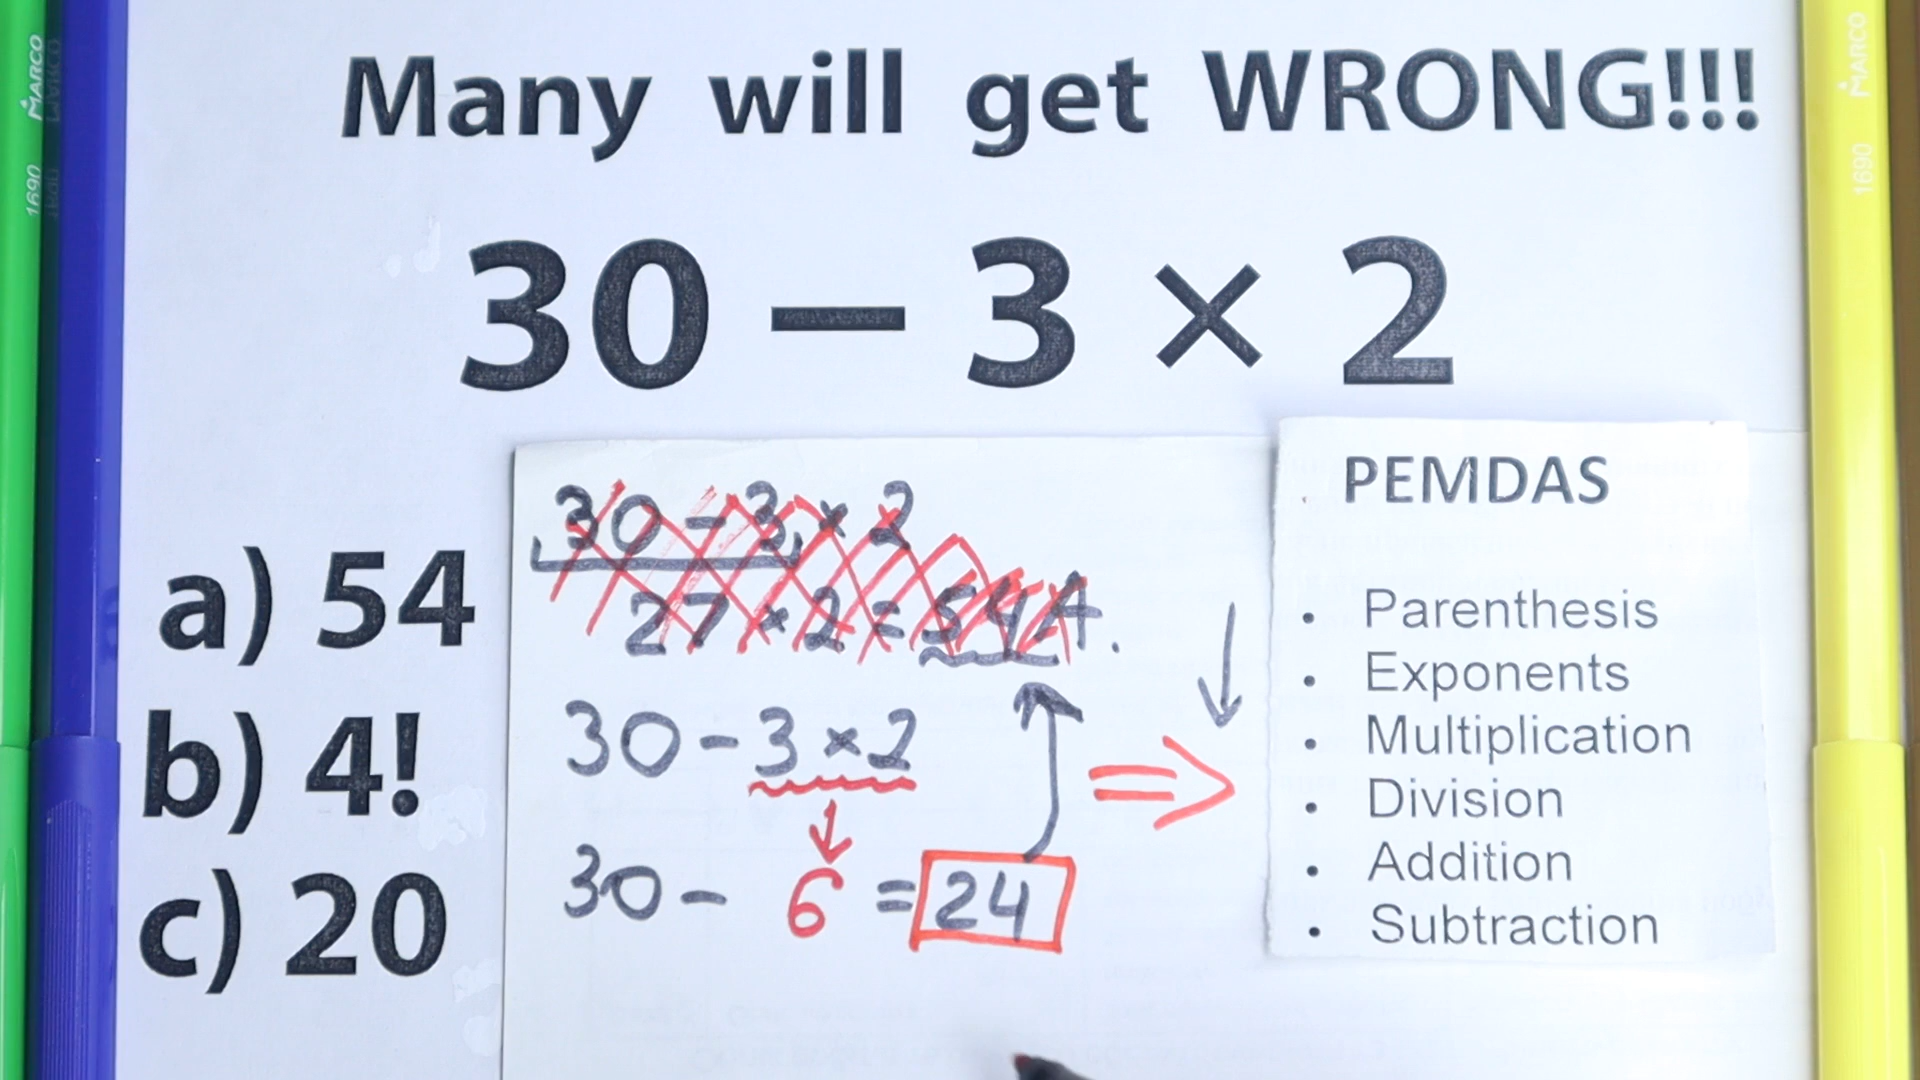 Many will get WRONG!!!
30 – 3 × 2
a) 54
b) 4!
c) 20
30 - 3 × 2
27 × 2 = 54
30 - 3 × 2
30 - 6 = 24
PEMDAS
• Parenthesis
• Exponents
• Multiplication
• Division
• Addition
• Subtraction
MARCO
1690
MARCO
1690